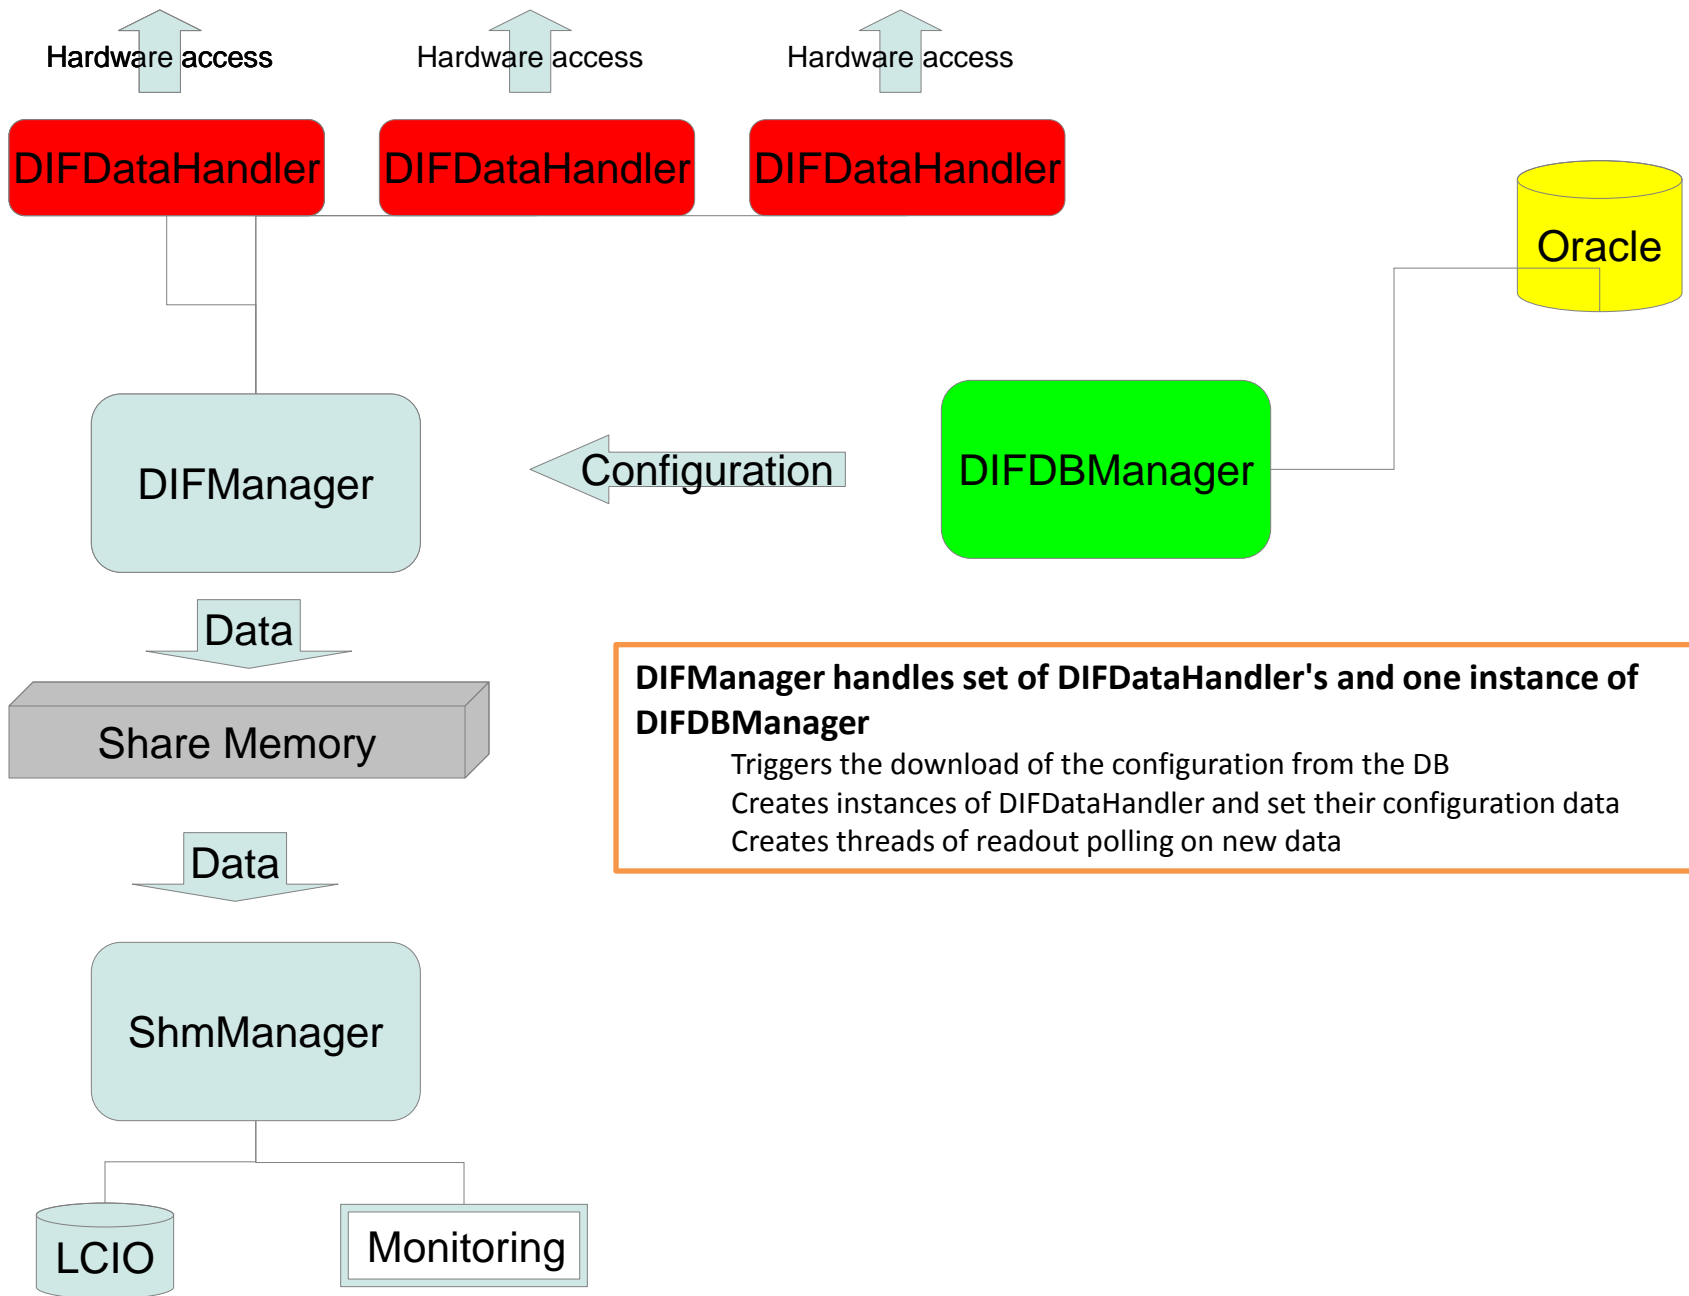 Hardware access
Hardware access
Hardware access
DIFDataHandler
DIFDataHandler
DIFDataHandler
Oracle
DIFManager
Configuration
DIFDBManager
Data
Share Memory
DIFManager handles set of DIFDataHandler's and one instance of
DIFDBManager
Triggers the download of the configuration from the DB
Creates instances of DIFDataHandler and set their configuration data
Creates threads of readout polling on new data
Data
ShmManager
LCIO
Monitoring